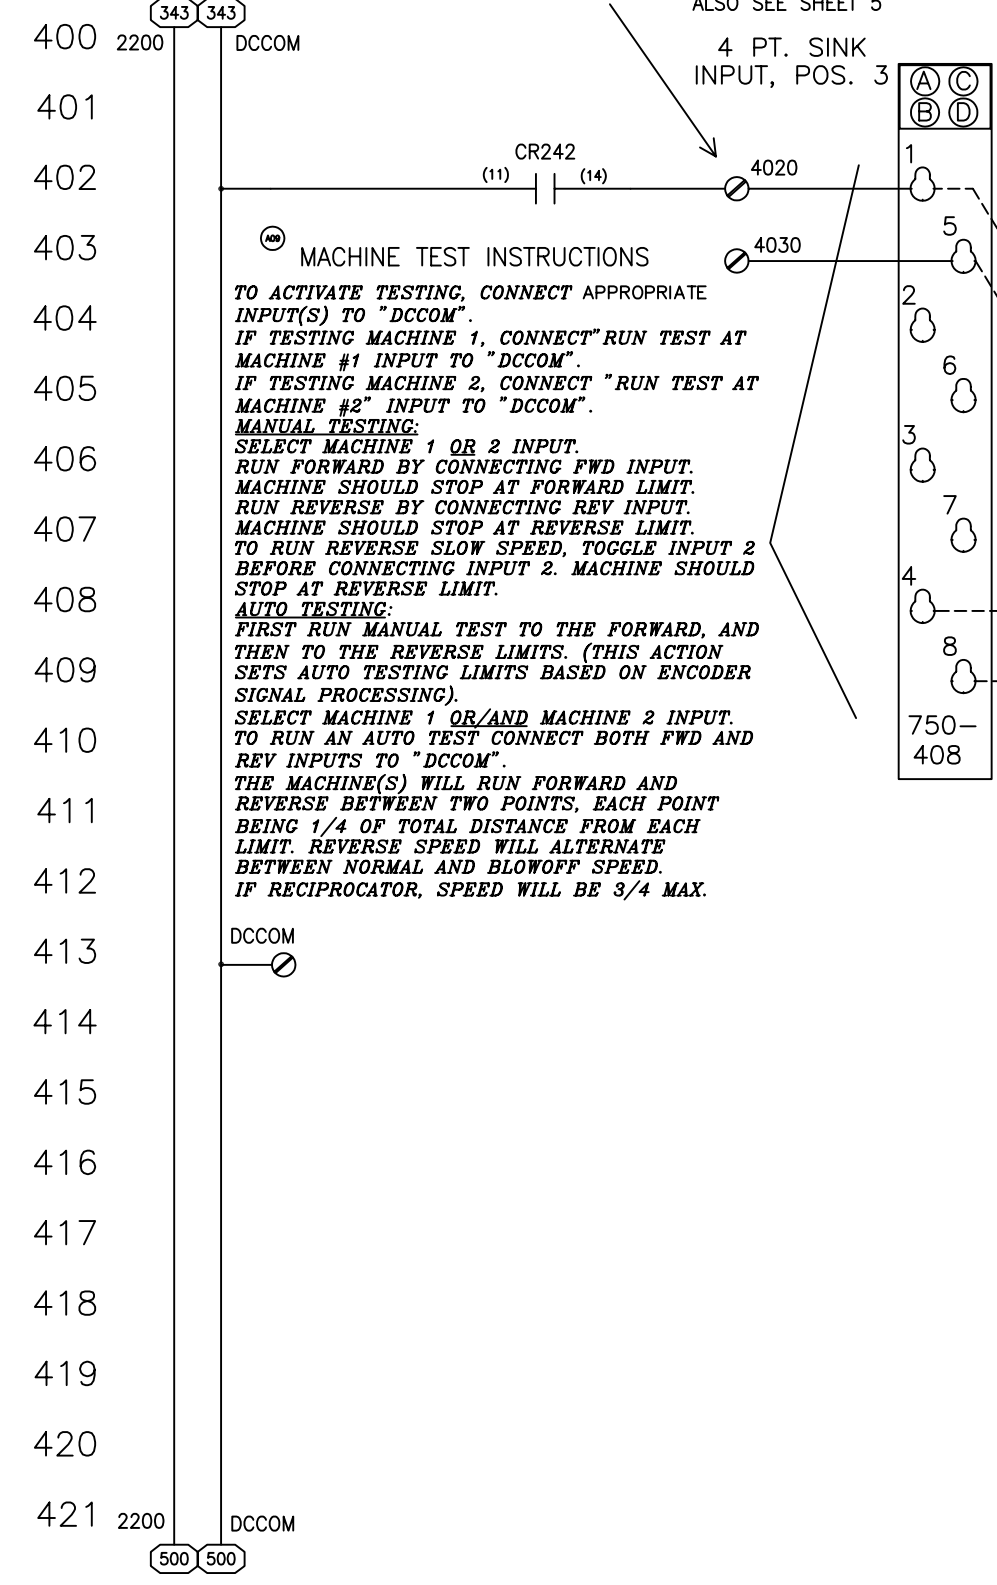 343 343
ALSO SEE SHEET 5
400 2200 DCCOM
4 PT. SINK
INPUT, POS. 3
A C
B D
401
CR242
402 (11) (14) 4020 1
403 4030 5
A09
MACHINE TEST INSTRUCTIONS
TO ACTIVATE TESTING, CONNECT APPROPRIATE
INPUT(S) TO "DCCOM".
IF TESTING MACHINE 1, CONNECT"RUN TEST AT
MACHINE #1 INPUT TO "DCCOM".
IF TESTING MACHINE 2, CONNECT "RUN TEST AT
MACHINE #2" INPUT TO "DCCOM".
MANUAL TESTING:
SELECT MACHINE 1 OR 2 INPUT.
RUN FORWARD BY CONNECTING FWD INPUT.
MACHINE SHOULD STOP AT FORWARD LIMIT.
RUN REVERSE BY CONNECTING REV INPUT.
MACHINE SHOULD STOP AT REVERSE LIMIT.
TO RUN REVERSE SLOW SPEED, TOGGLE INPUT 2
BEFORE CONNECTING INPUT 2. MACHINE SHOULD
STOP AT REVERSE LIMIT.
AUTO TESTING:
FIRST RUN MANUAL TEST TO THE FORWARD, AND
THEN TO THE REVERSE LIMITS. (THIS ACTION
SETS AUTO TESTING LIMITS BASED ON ENCODER
SIGNAL PROCESSING).
SELECT MACHINE 1 OR/AND MACHINE 2 INPUT.
TO RUN AN AUTO TEST CONNECT BOTH FWD AND
REV INPUTS TO "DCCOM".
THE MACHINE(S) WILL RUN FORWARD AND
REVERSE BETWEEN TWO POINTS, EACH POINT
BEING 1/4 OF TOTAL DISTANCE FROM EACH
LIMIT. REVERSE SPEED WILL ALTERNATE
BETWEEN NORMAL AND BLOWOFF SPEED.
IF RECIPROCATOR, SPEED WILL BE 3/4 MAX.
404 2
405 6
406 3
407 7
408 4
409 8
410 750-
408
411
412
DCCOM
413
414
415
416
417
418
419
420
421 2200 DCCOM
500 500